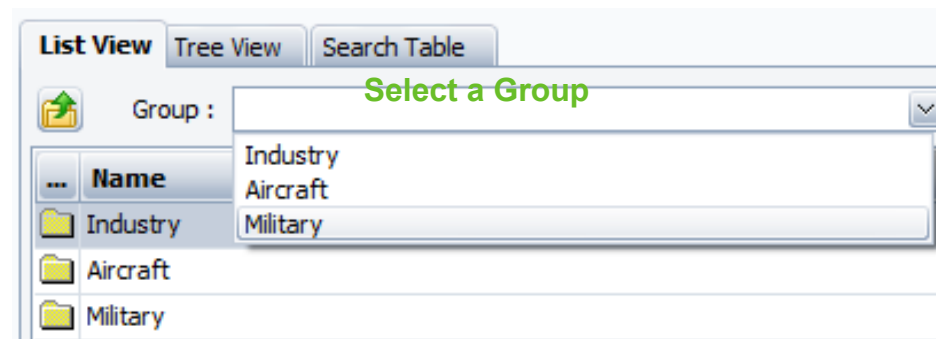 List View Tree View Search Table
Select a Group
Group :
Industry
Aircraft
Military
... Name
Industry
Aircraft
Military